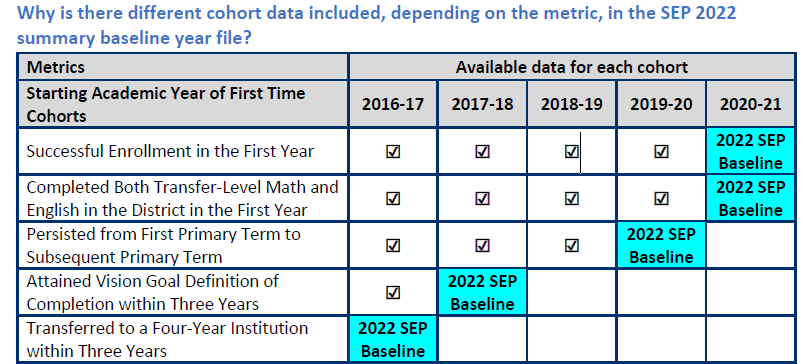 Why is there different cohort data included, depending on the metric, in the SEP 2022
summary baseline year file?
Metrics
Available data for each cohort
Starting Academic Year of First Time
Cohorts
2016-17
2017-18
2018-19
2019-20
2020-21
Successful Enrollment in the First Year
☑
☑
☑
☑
2022 SEP
Baseline
Completed Both Transfer-Level Math and
English in the District in the First Year
☑
☑
☑
☑
2022 SEP
Baseline
Persisted from First Primary Term to
Subsequent Primary Term
☑
☑
☑
2022 SEP
Baseline
Attained Vision Goal Definition of
Completion within Three Years
☑
2022 SEP
Baseline
Transferred to a Four-Year Institution
within Three Years
2022 SEP
Baseline